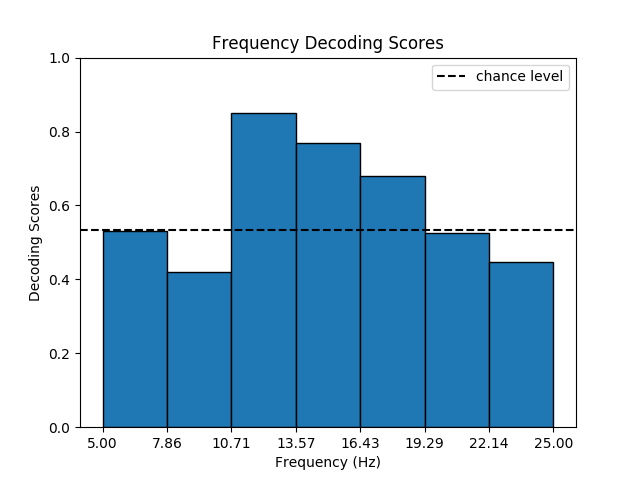 Frequency Decoding Scores
chance level
1.0
0.8
0.6
0.4
0.2
0.0
Decoding Scores
5.00 7.86 10.71 13.57 16.43 19.29 22.14 25.00
Frequency (Hz)